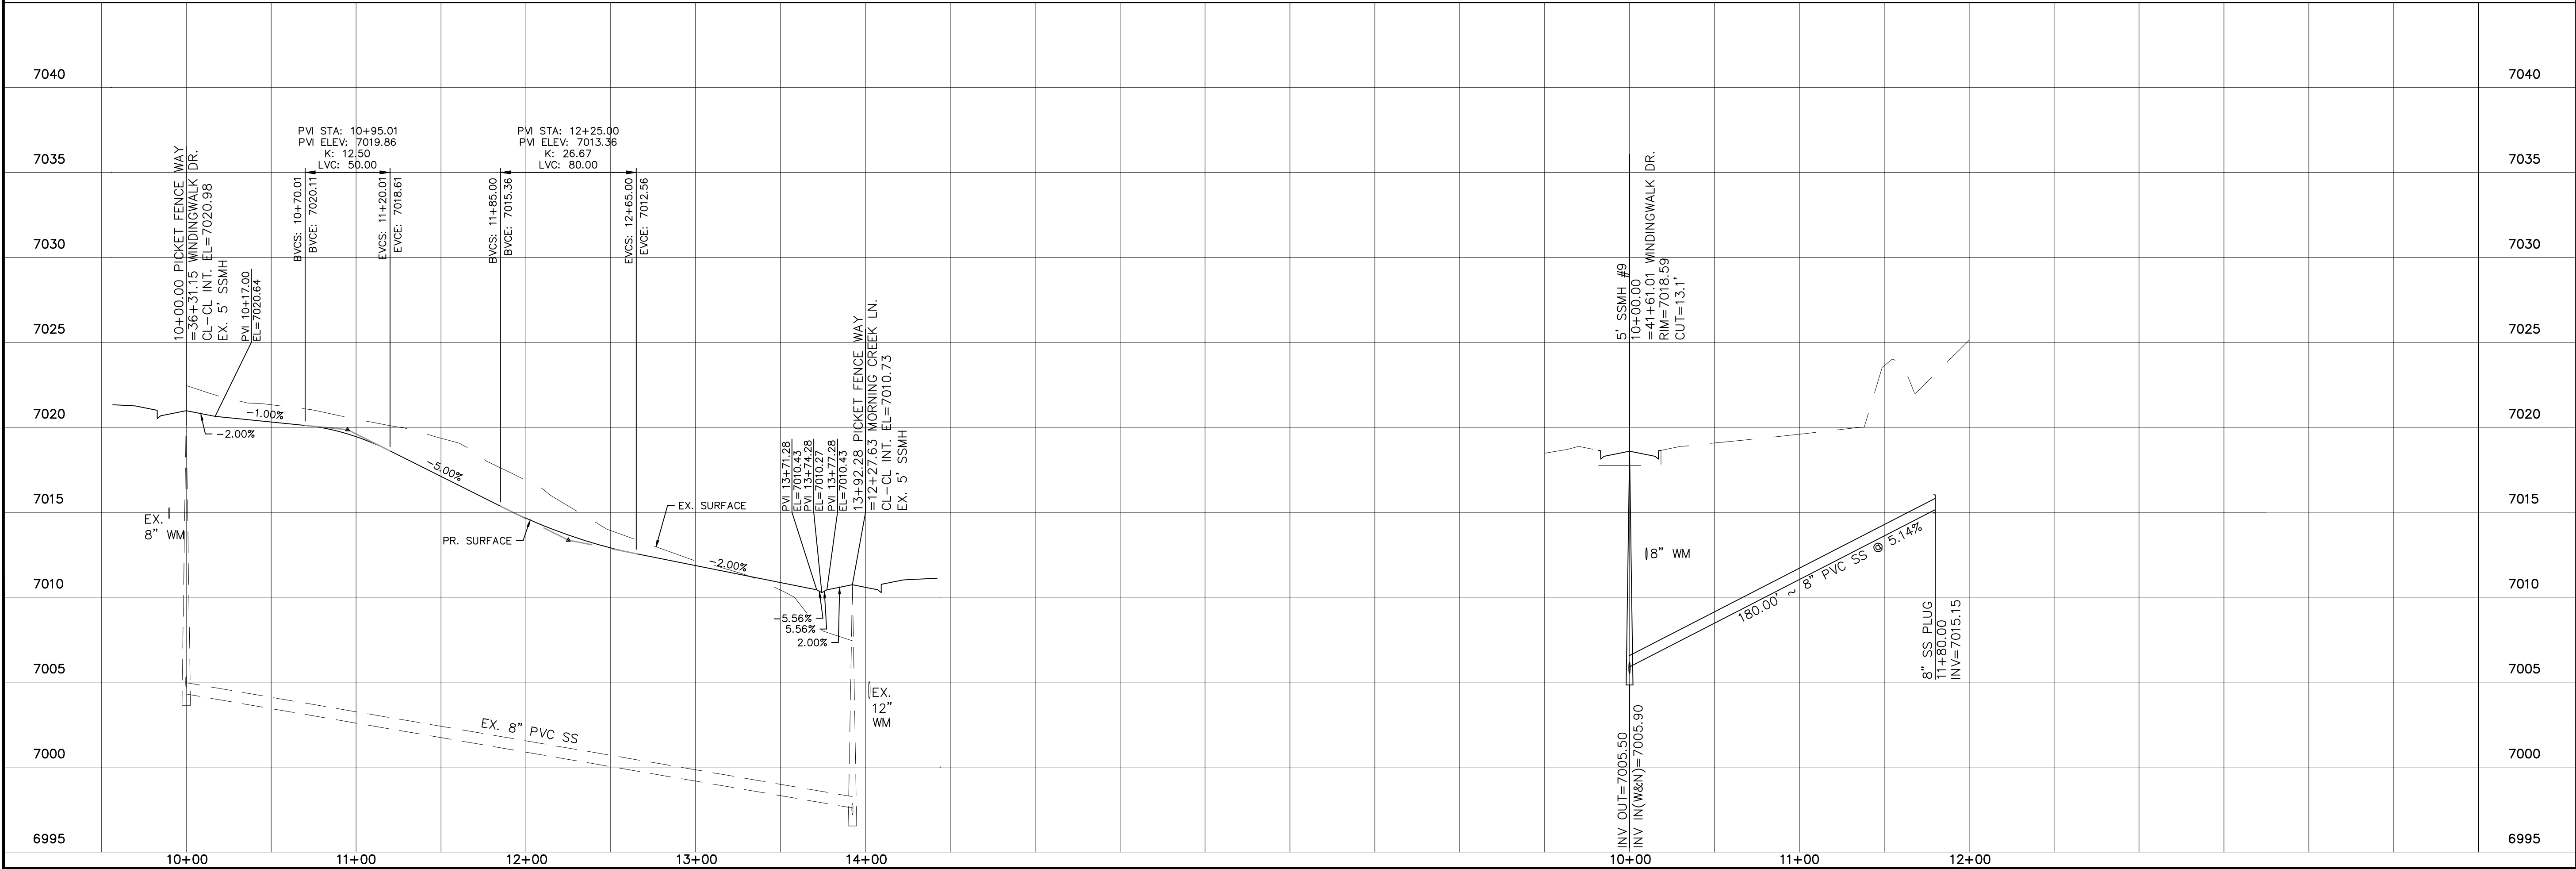 7040
7035
7030
7025
7020
7015
7010
7005
7000
6995
10+00.00 PICKET FENCE WAY
=36+31.15 WINDINGWALK DR.
CL-CL INT. EL=7020.98
EX. 5' SSMH
PVI 10+17.00
EL=7020.64
PVI STA: 10+95.01
PVI ELEV: 7019.86
K: 12.50
LVC: 50.00
BVCS: 10+70.01
BVCE: 7020.11
EVCS: 11+20.01
EVCE: 7018.61
PVI STA: 12+25.00
PVI ELEV: 7013.36
K: 26.67
LVC: 80.00
BVCS: 11+85.00
BVCE: 7015.36
EVCS: 12+65.00
EVCE: 7012.56
-1.00%
-2.00%
-5.00%
EX.
8" WM
PR. SURFACE
EX. SURFACE
-2.00%
PVI 13+71.28
EL=7010.43
PVI 13+74.28
EL=7010.27
PVI 13+77.28
EL=7010.43
13+92.28 PICKET FENCE WAY
=12+27.63 MORNING CREEK LN.
CL-CL INT. EL=7010.73
EX. 5' SSMH
-5.56%
5.56%
2.00%
EX.
12"
WM
EX. 8" PVC SS
10+00
11+00
12+00
13+00
14+00
5' SSMH #9
10+00.00
=41+61.01 WINDINGWALK DR.
RIM=7018.59
CUT=13.1'
8" WM
180.00' ~ 8" PVC SS @ 5.14%
8" SS PLUG
11+80.00
INV=7015.15
INV OUT=7005.50
INV IN(W&N)=7005.90
10+00
11+00
12+00
7040
7035
7030
7025
7020
7015
7010
7005
7000
6995